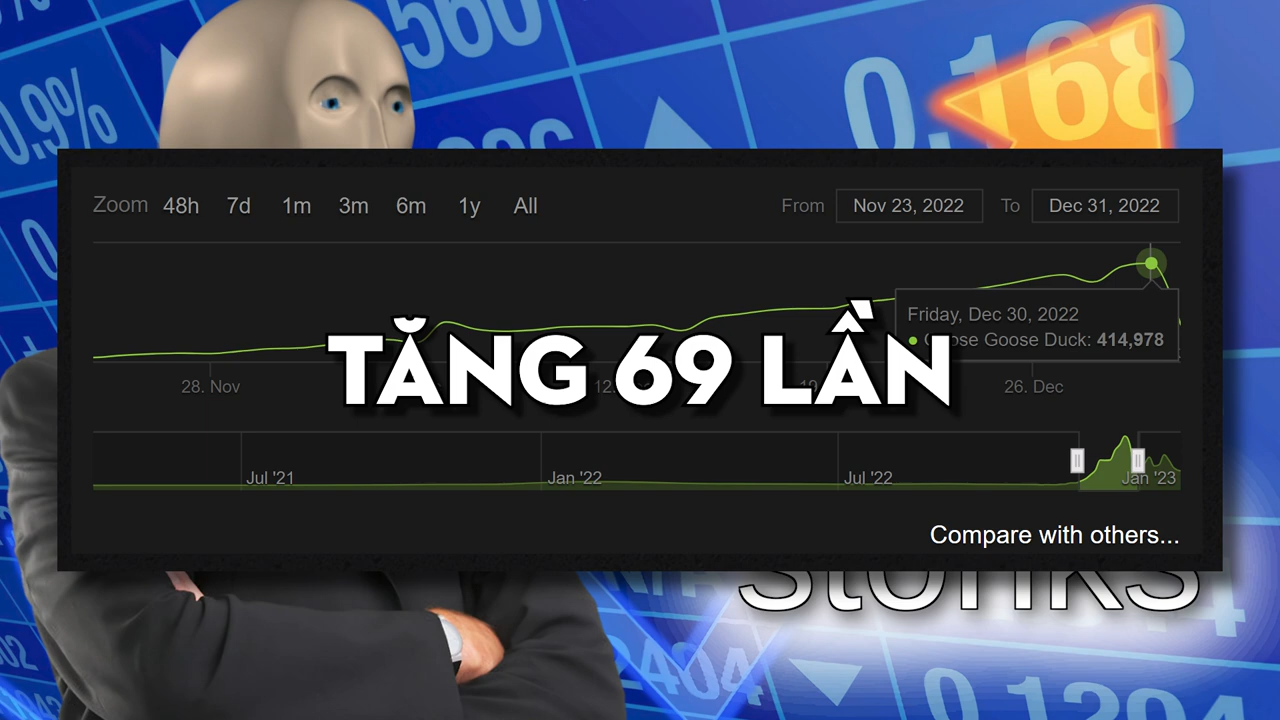 560
0.9%
0.168
Zoom 48h 7d 1m 3m 6m 1y All From Nov 23, 2022 To Dec 31, 2022
Friday, Dec 30, 2022
Goose Duck: 414,978
TĂNG 69 LẦN
28. Nov 26. Dec
Jul '21 Jan '22 Jul '22 Jan '23
Compare with others...
stonks